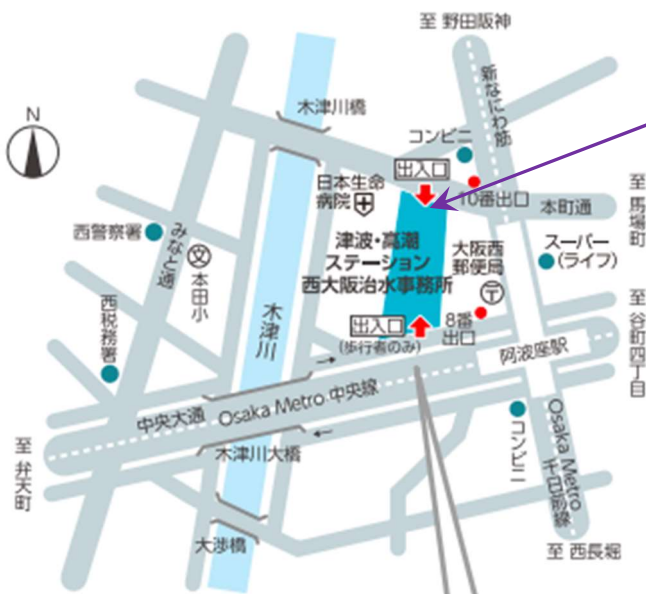 至 野田阪神
新なにわ筋
木津川橋
コンビニ
N
出入口
日本生命
病院
10番出口
本町通
至 馬場町
西警察署
みなと通
文
本田小
津波・高潮
ステーション
西大阪治水事務所
大阪西
郵便局
〒
スーパー
(ライフ)
木津川
西税務署
出入口
(歩行者のみ)
8番
出口
阿波座駅
至 谷町四丁目
中央大通
Osaka Metro 中央線
至 弁天町
木津川大橋
コンビニ
Osaka Metro
千日前線
大渉橋
至 西長堀